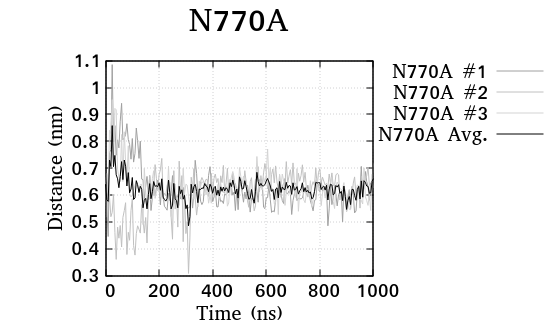 N770A
1.1
1
0.9
0.8
0.7
0.6
0.5
0.4
0.3
Distance (nm)
0 200 400 600 800 1000
Time (ns)
N770A #1
N770A #2
N770A #3
N770A Avg.